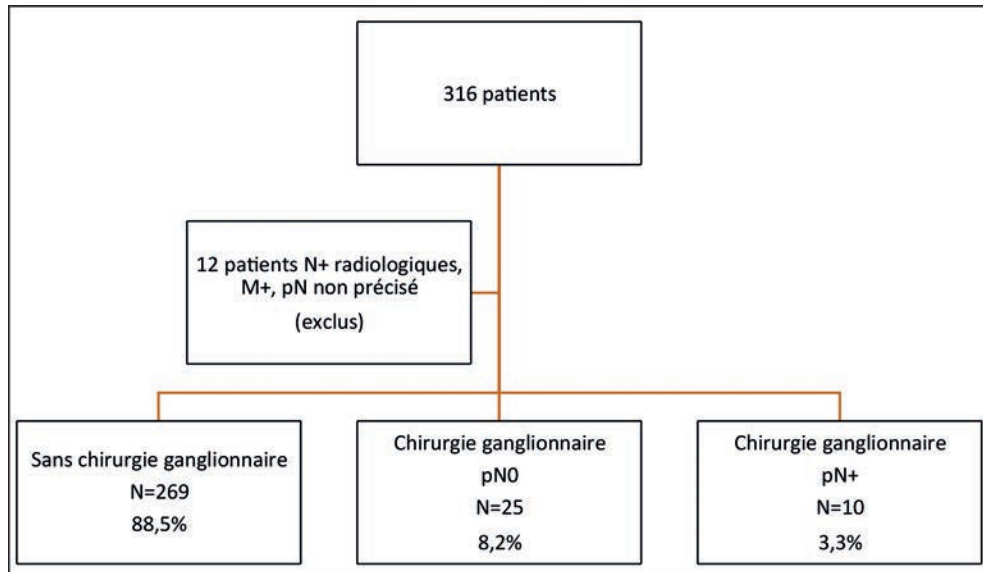 316 patients
12 patients N+ radiologiques,
M+, pN non précisé
(exclus)
Sans chirurgie ganglionnaire
N=269
88,5%
Chirurgie ganglionnaire
pN0
N=25
8,2%
Chirurgie ganglionnaire
pN+
N=10
3,3%